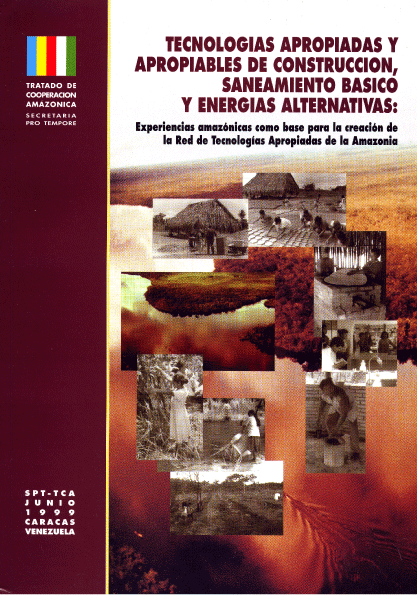 TRATADO DE
COOPERACION
AMAZONICA
SECRETARIA
PRO TEMPORE
TECNOLOGIAS APROPIADAS Y
APROPIABLES DE CONSTRUCCION,
SANEAMIENTO BASICO
Y ENERGIAS ALTERNATIVAS:
Experiencias amazónicas como base para la creación de
la Red de Tecnologías Apropiadas de la Amazonia
SPT-TCA
JUNIO
1999
CARACAS
VENEZUELA